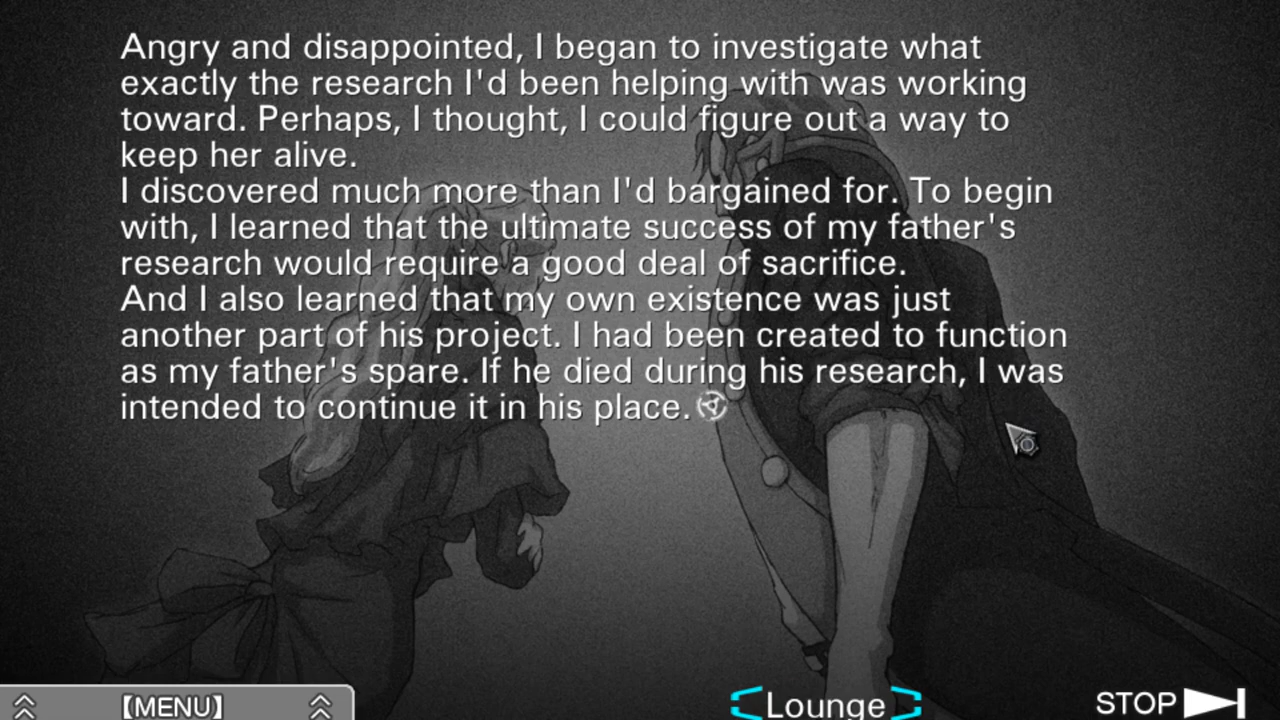 Angry and disappointed, I began to investigate what
exactly the research I'd been helping with was working
toward. Perhaps, I thought, I could figure out a way to
keep her alive.
I discovered much more than I'd bargained for. To begin
with, I learned that the ultimate success of my father's
research would require a good deal of sacrifice.
And I also learned that my own existence was just
another part of his project. I had been created to function
as my father's spare. If he died during his research, I was
intended to continue it in his place.
【MENU】
Lounge
STOP